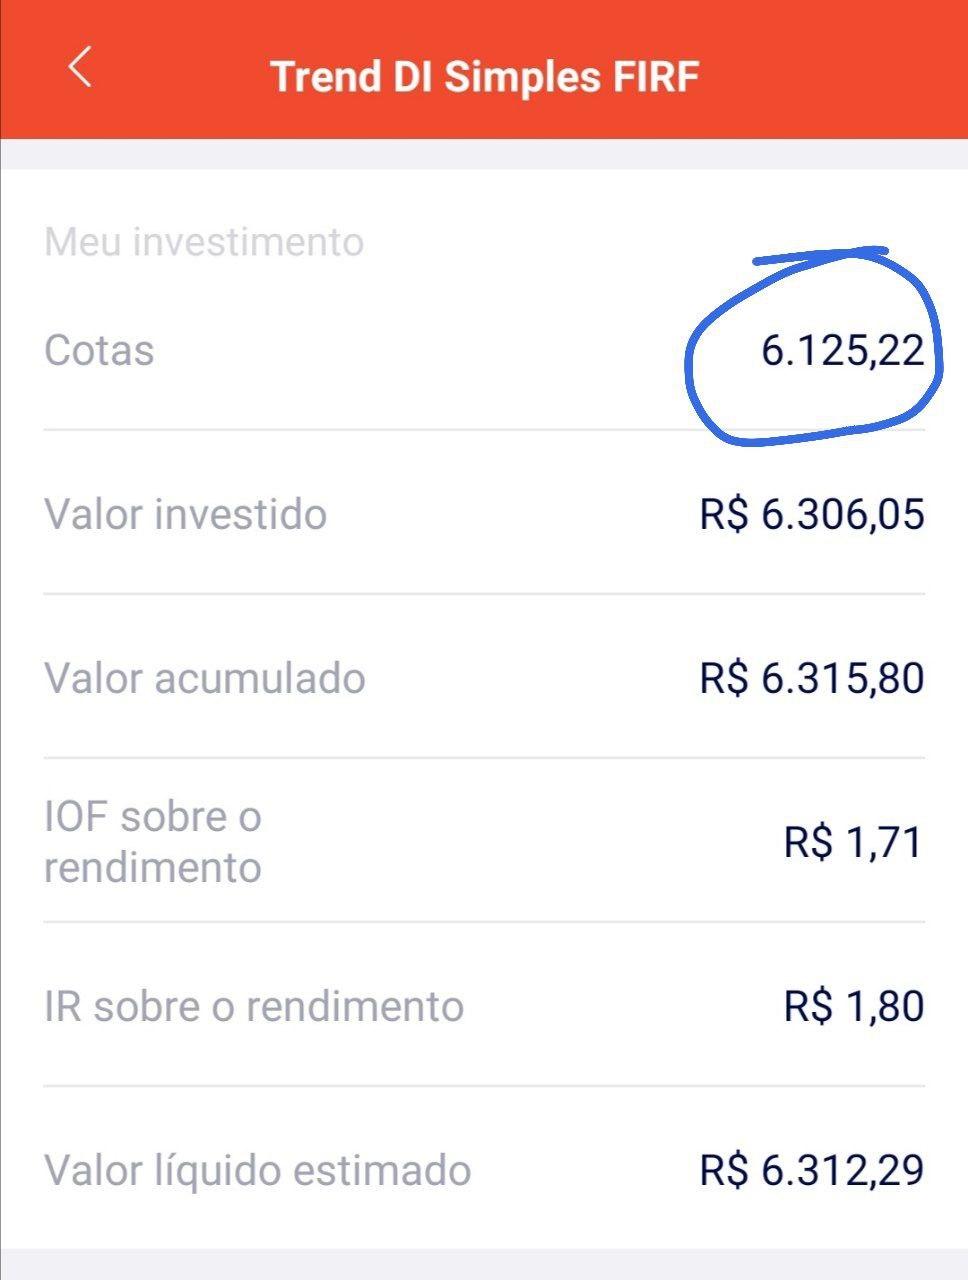 Trend DI Simples FIRF
Meu investimento
Cotas 6.125,22
Valor investido R$ 6.306,05
Valor acumulado R$ 6.315,80
IOF sobre o
rendimento R$ 1,71
IR sobre o rendimento R$ 1,80
Valor líquido estimado R$ 6.312,29